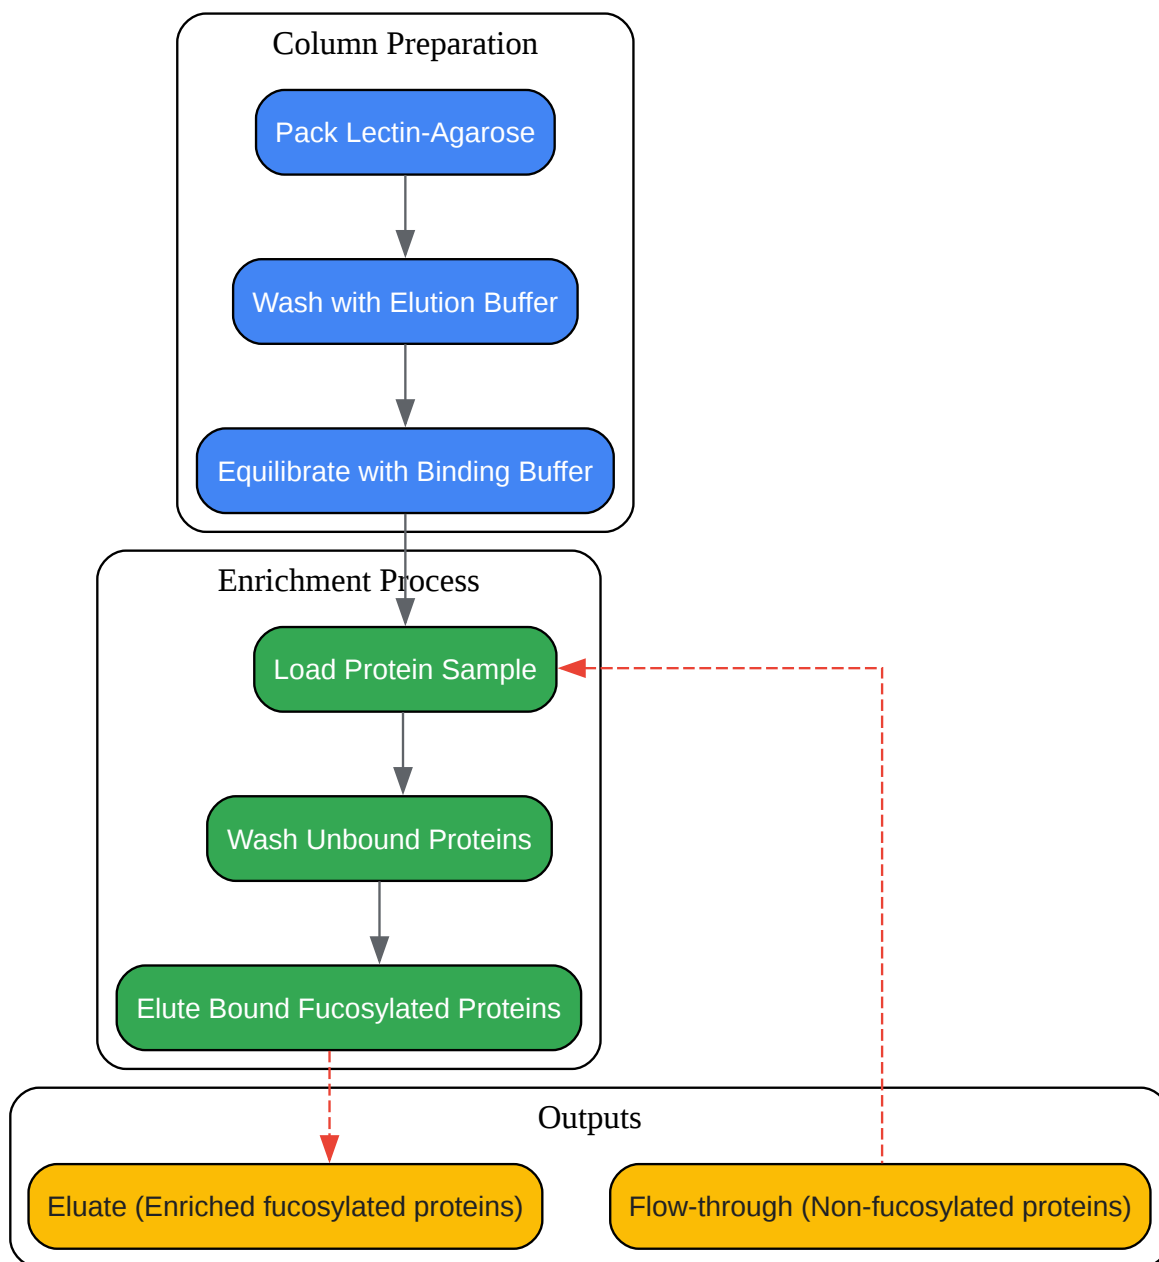 Column Preparation
Pack Lectin-Agarose
Wash with Elution Buffer
Equilibrate with Binding Buffer
Enrichment Process
Load Protein Sample
Wash Unbound Proteins
Elute Bound Fucosylated Proteins
Outputs
Eluate (Enriched fucosylated proteins)
Flow-through (Non-fucosylated proteins)